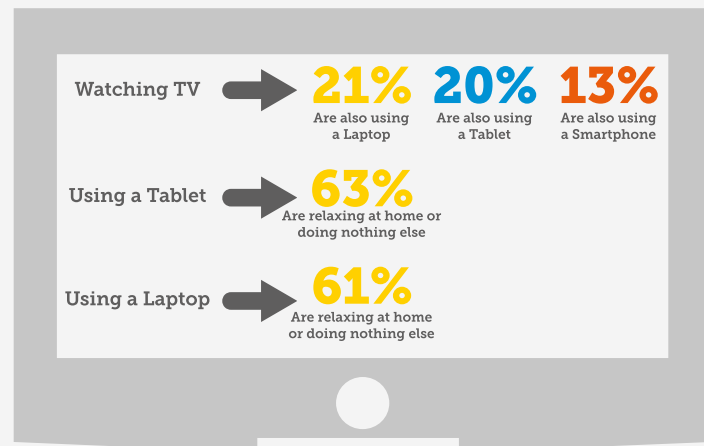 Watching TV
21% 20% 13%
Are also using Are also using Are also using
a Laptop a Tablet a Smartphone
Using a Tablet
63%
Are relaxing at home or
doing nothing else
Using a Laptop
61%
Are relaxing at home
or doing nothing else